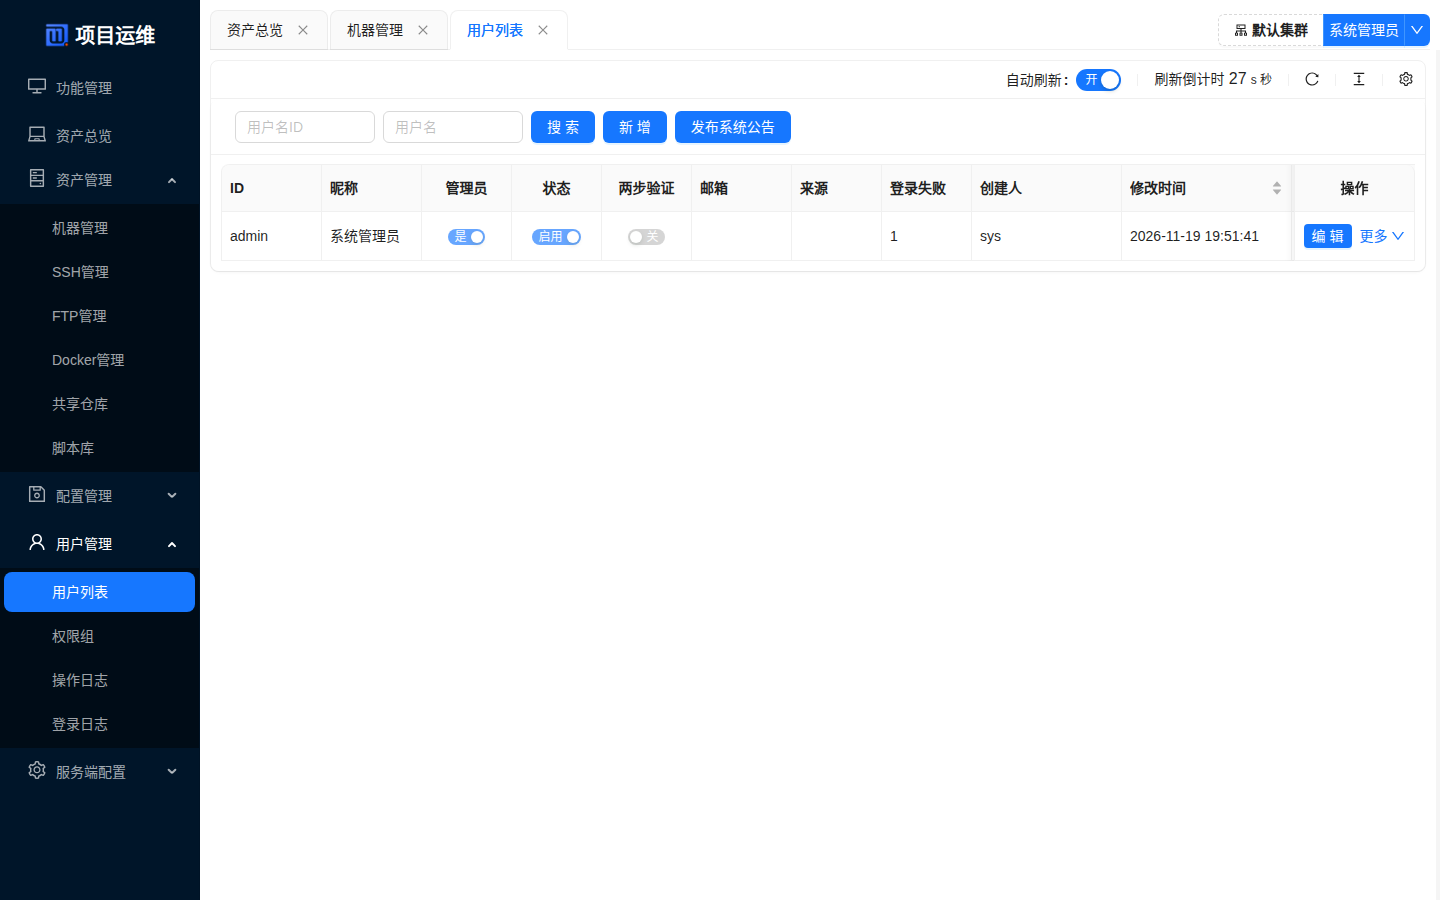 项目运维
功能管理
资产总览
资产管理
机器管理
SSH管理
FTP管理
Docker管理
共享仓库
脚本库
配置管理
用户管理
用户列表
权限组
操作日志
登录日志
服务端配置
资产总览 机器管理 用户列表 默认集群 系统管理员
自动刷新: 开 刷新倒计时 27 s 秒
用户名ID 用户名 搜 索 新 增 发布系统公告
ID 昵称 管理员 状态 两步验证 邮箱 来源 登录失败 创建人 修改时间 操作
admin 系统管理员 是 启用 关 1 sys 2026-11-19 19:51:41 编 辑 更多